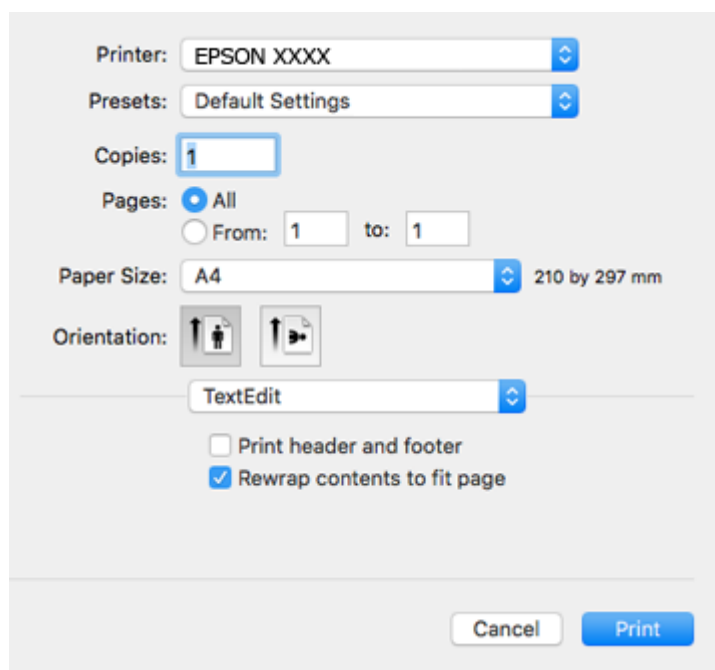 Printer: EPSON XXXX
Presets: Default Settings
Copies: 1
Pages: All
From: 1 to: 1
Paper Size: A4 210 by 297 mm
Orientation:
TextEdit
Print header and footer
Rewrap contents to fit page
Cancel Print